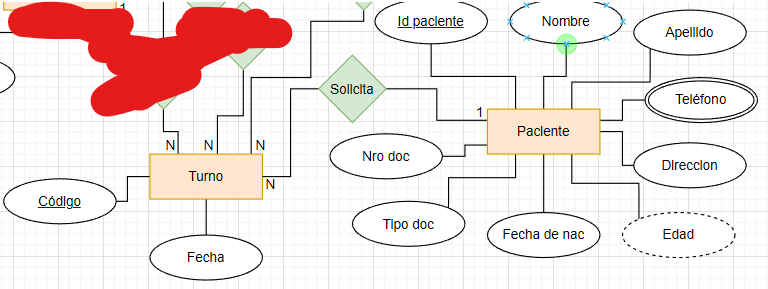 1
Id paciente
Nombre
Apellido
Solicita
1
Teléfono
Paciente
N
N
N
Nro doc
Direccion
Turno
N
Código
Tipo doc
Fecha de nac
Edad
Fecha